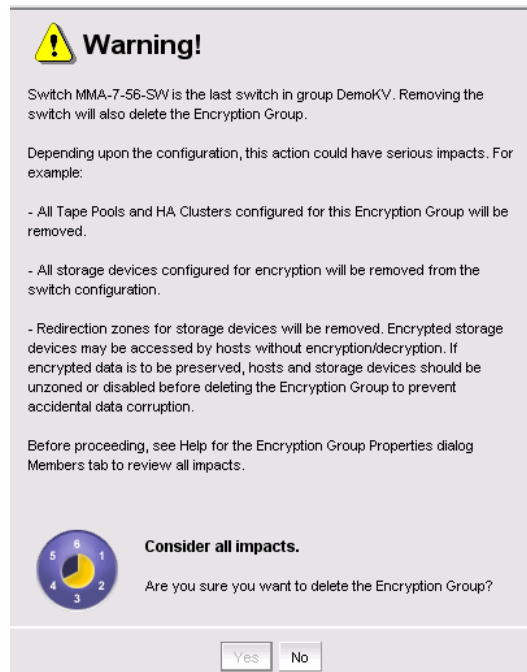 Warning!
Switch MMA-7-56-SW is the last switch in group DemoKV. Removing the
switch will also delete the Encryption Group.
Depending upon the configuration, this action could have serious impacts. For
example:
- All Tape Pools and HA Clusters configured for this Encryption Group will be
removed.
- All storage devices configured for encryption will be removed from the
switch configuration.
- Redirection zones for storage devices will be removed. Encrypted storage
devices may be accessed by hosts without encryption/decryption. If
encrypted data is to be preserved, hosts and storage devices should be
unzoned or disabled before deleting the Encryption Group to prevent
accidental data corruption.
Before proceeding, see Help for the Encryption Group Properties dialog
Members tab to review all impacts.
6
5 1
4 2
3
Consider all impacts.
Are you sure you want to delete the Encryption Group?
Yes No